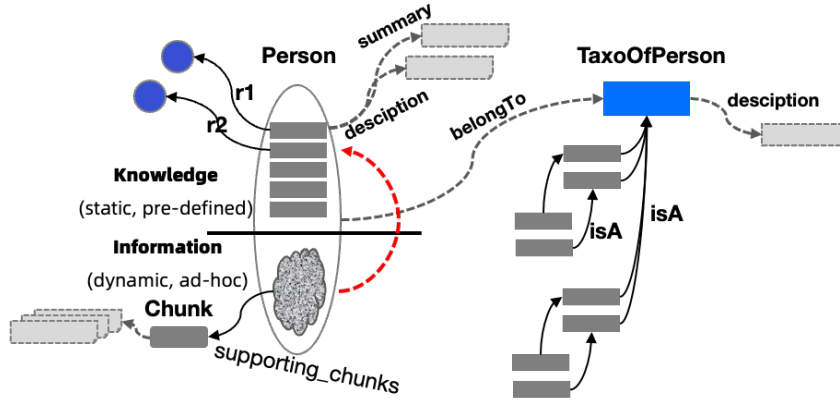 summary
Person
TaxoOfPerson
r1
r2
desciption
belongTo
desciption
Knowledge
(static, pre-defined)
isA
isA
Information
(dynamic, ad-hoc)
Chunk
supporting_chunks